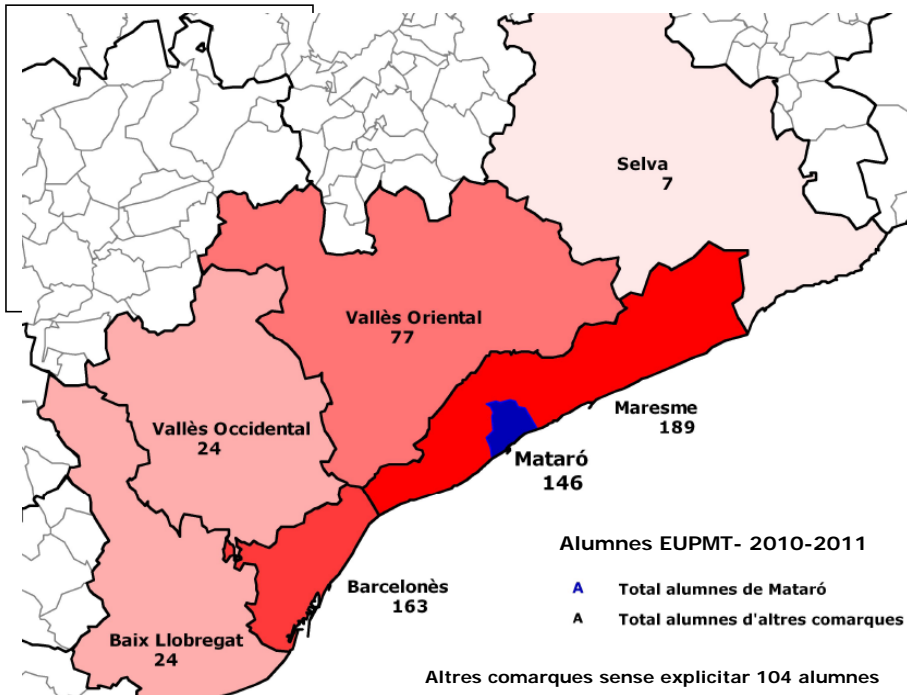 Selva
7
Vallès Oriental
77
Maresme
189
Vallès Occidental
24
Mataró
146
Alumnes EUPMT- 2010-2011
Barcelonès
163
A Total alumnes de Mataró
A Total alumnes d'altres comarques
Baix Llobregat
24
Altres comarques sense explicitar 104 alumnes